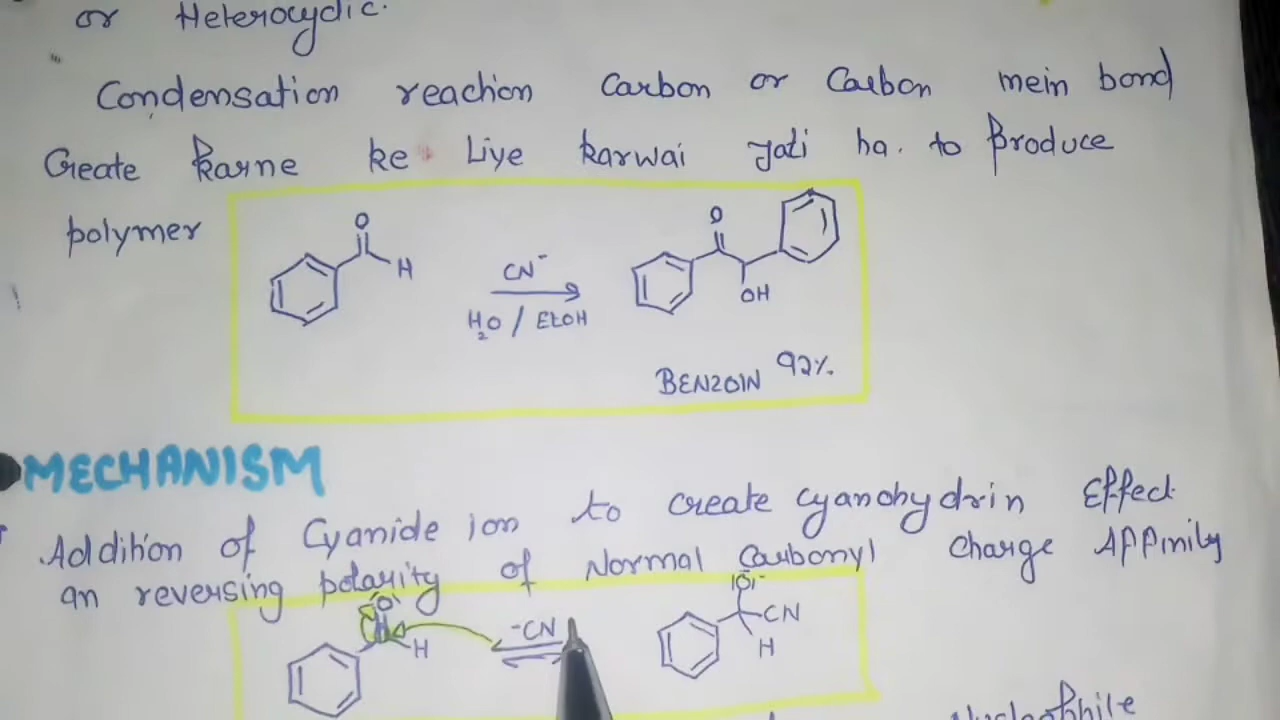 or Heterocyclic.
Condensation reaction Carbon or Carbon mein bond
Create karne ke Liye karwai Jati ha. to Produce
polymer
O
H
CN⁻
H₂O / EtOH
O
OH
BENZOIN 92%
MECHANISM
Addition of Cyanide ion to create cyanohydrin Effect
an reversing polarity of Normal Carbonyl Charge Affinity
O
H
⁻CN
:O:⁻
CN
H
Nucleophile